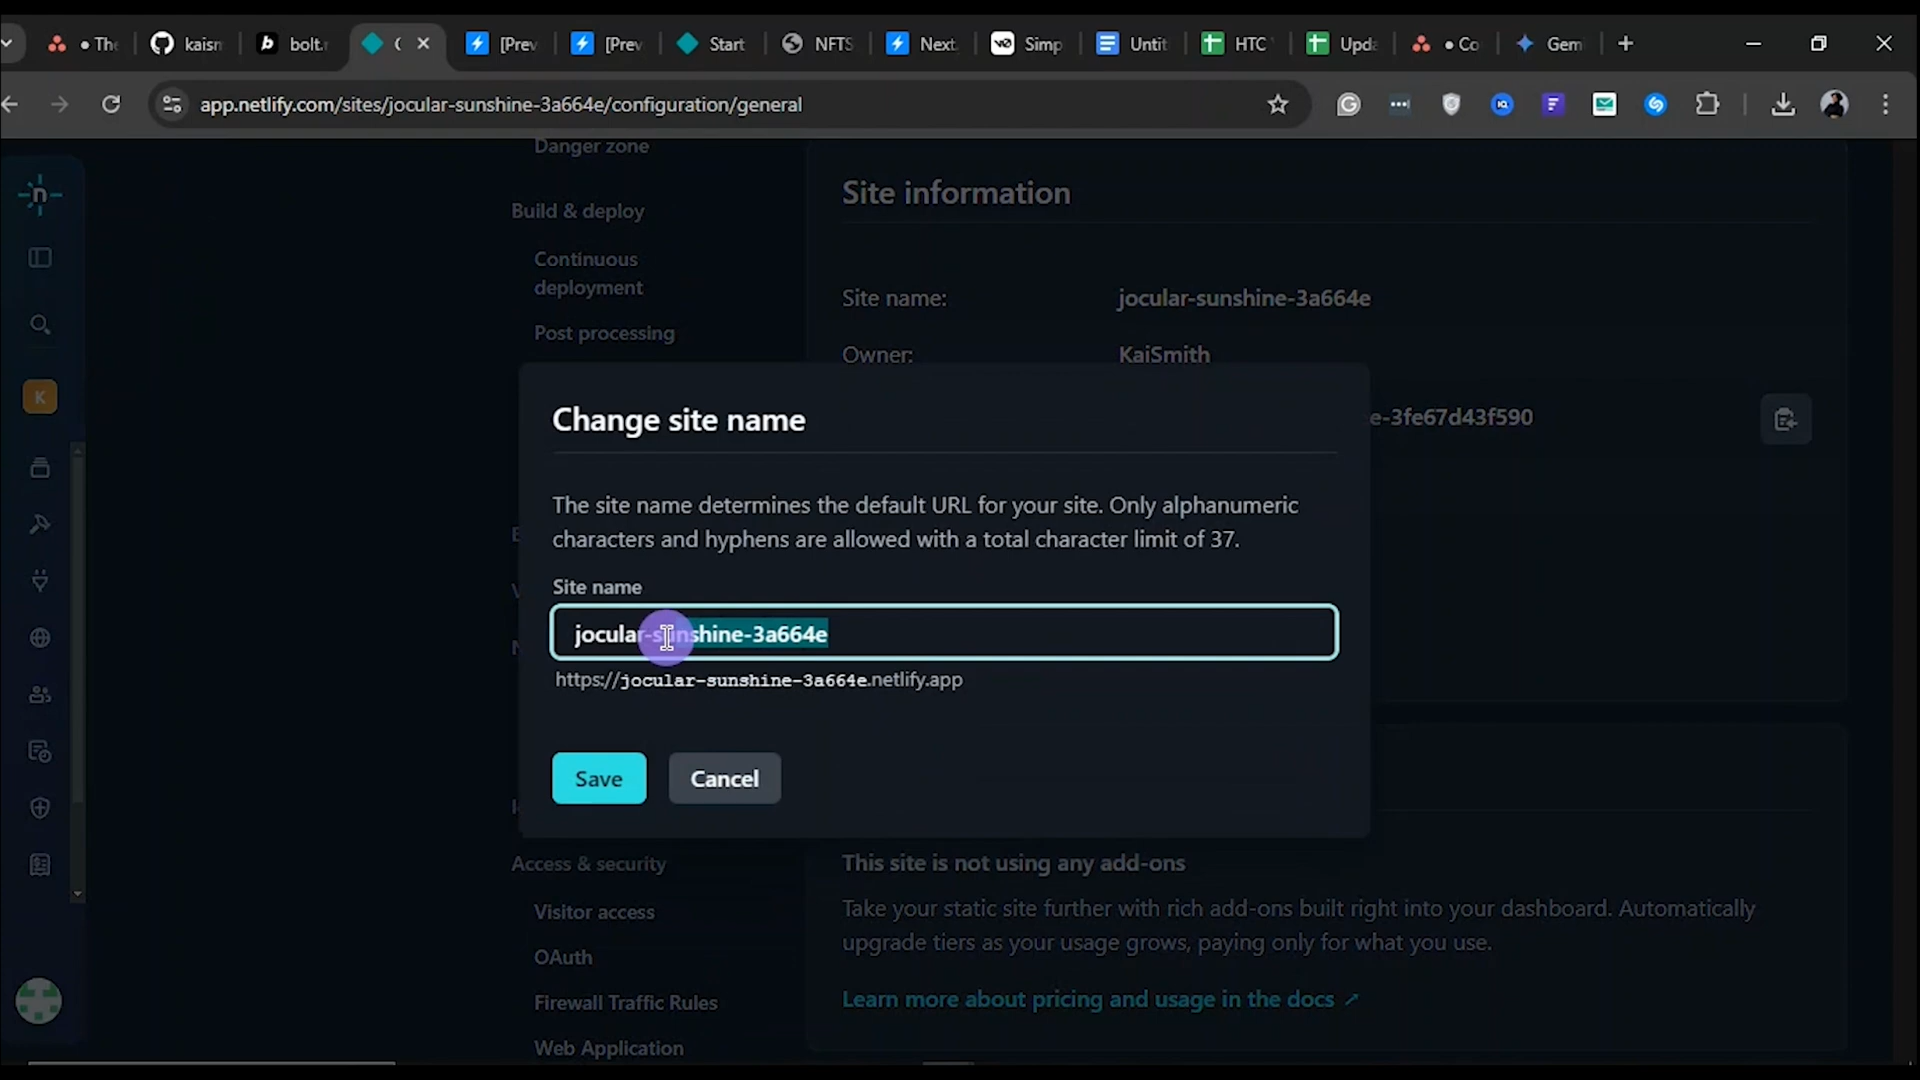 The
kaism
bolt.n
[Prev
[Prev
Start
NFTS
Next.
Simp
Untit
HTC
Upda
Co
Gem
app.netlify.com/sites/jocular-sunshine-3a664e/configuration/general
Danger zone
Build & deploy
Continuous
deployment
Post processing
Site information
Site name:
jocular-sunshine-3a664e
Owner:
KaiSmith
e-3fe67d43f590
K
Change site name
The site name determines the default URL for your site. Only alphanumeric
characters and hyphens are allowed with a total character limit of 37.
Site name
jocular-sunshine-3a664e
https://jocular-sunshine-3a664e.netlify.app
Save
Cancel
Access & security
Visitor access
OAuth
Firewall Traffic Rules
Web Application
This site is not using any add-ons
Take your static site further with rich add-ons built right into your dashboard. Automatically
upgrade tiers as your usage grows, paying only for what you use.
Learn more about pricing and usage in the docs